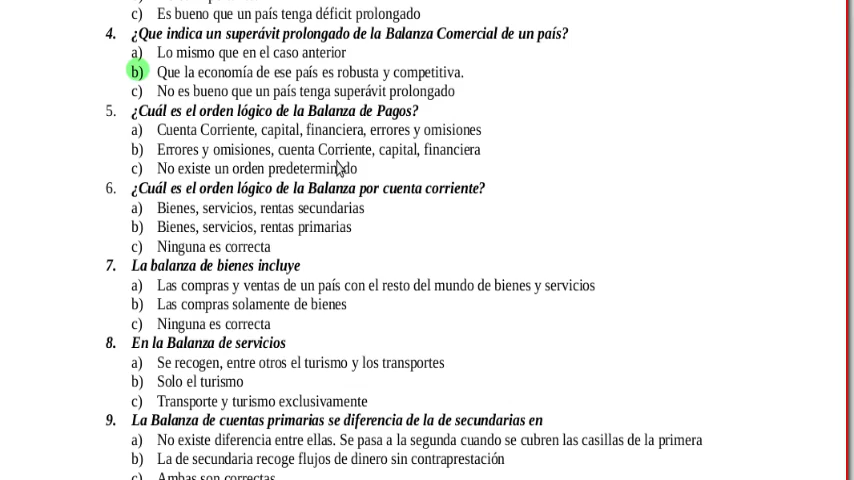 c) Es bueno que un país tenga déficit prolongado
4. ¿Que indica un superávit prolongado de la Balanza Comercial de un país?
a) Lo mismo que en el caso anterior
b) Que la economía de ese país es robusta y competitiva.
c) No es bueno que un país tenga superávit prolongado
5. ¿Cuál es el orden lógico de la Balanza de Pagos?
a) Cuenta Corriente, capital, financiera, errores y omisiones
b) Errores y omisiones, cuenta Corriente, capital, financiera
c) No existe un orden predeterminado
6. ¿Cuál es el orden lógico de la Balanza por cuenta corriente?
a) Bienes, servicios, rentas secundarias
b) Bienes, servicios, rentas primarias
c) Ninguna es correcta
7. La balanza de bienes incluye
a) Las compras y ventas de un país con el resto del mundo de bienes y servicios
b) Las compras solamente de bienes
c) Ninguna es correcta
8. En la Balanza de servicios
a) Se recogen, entre otros el turismo y los transportes
b) Solo el turismo
c) Transporte y turismo exclusivamente
9. La Balanza de cuentas primarias se diferencia de la de secundarias en
a) No existe diferencia entre ellas. Se pasa a la segunda cuando se cubren las casillas de la primera
b) La de secundaria recoge flujos de dinero sin contraprestación
c) Ambas son correctas